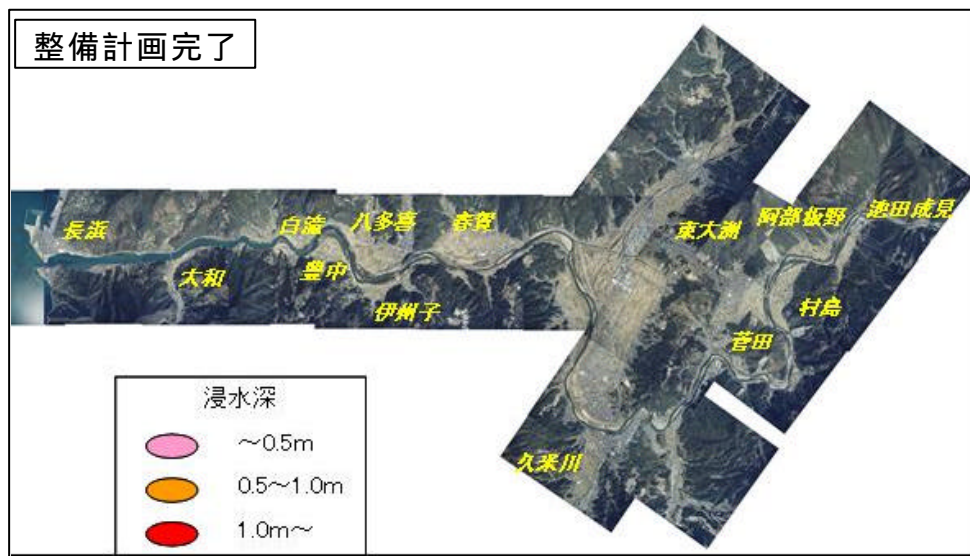 整備計画完了
長浜
大和
白滝
豊中
八多喜
伊州子
春賀
東大洲
阿部板野
池田成見
村島
菅田
久米川
浸水深
～0.5m
0.5～1.0m
1.0m～